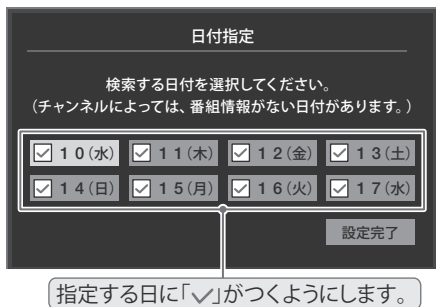 日付指定
検索する日付を選択してください。
(チャンネルによっては、番組情報がない日付があります。)
✓ 10(水) ✓ 11(木) ✓ 12(金) ✓ 13(土)
✓ 14(日) ✓ 15(月) ✓ 16(火) ✓ 17(水)
設定完了
指定する日に「✓」がつくようにします。